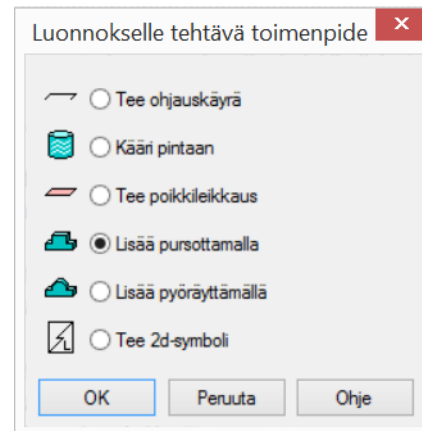 Luonnokselle tehtävä toimenpide
Tee ohjauskäyrä
Kääri pintaan
Tee poikkileikkaus
Lisää pursottamalla
Lisää pyöräyttämällä
Tee 2d-symboli
OK Peruuta Ohje